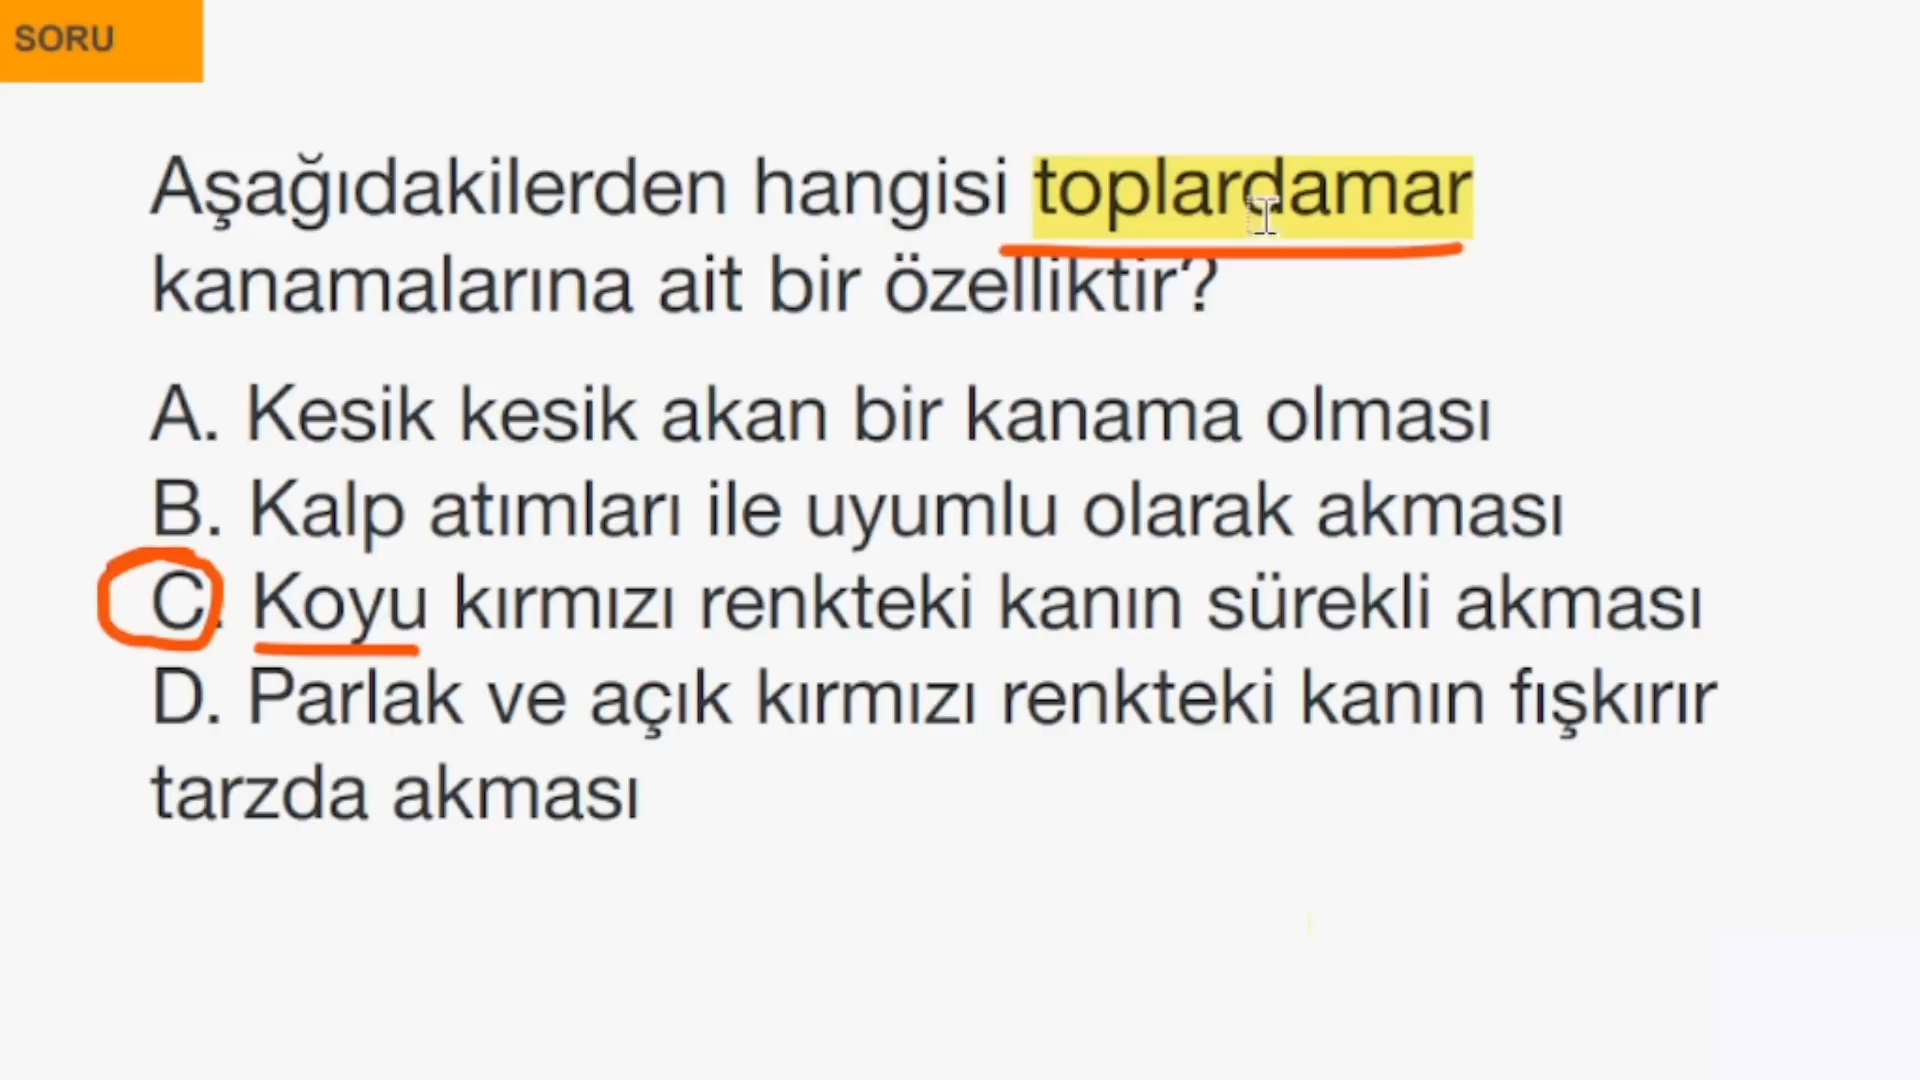 SORU
Aşağıdakilerden hangisi toplardamar
kanamalarına ait bir özelliktir?
A. Kesik kesik akan bir kanama olması
B. Kalp atımları ile uyumlu olarak akması
C. Koyu kırmızı renkteki kanın sürekli akması
D. Parlak ve açık kırmızı renkteki kanın fışkırır
tarzda akması